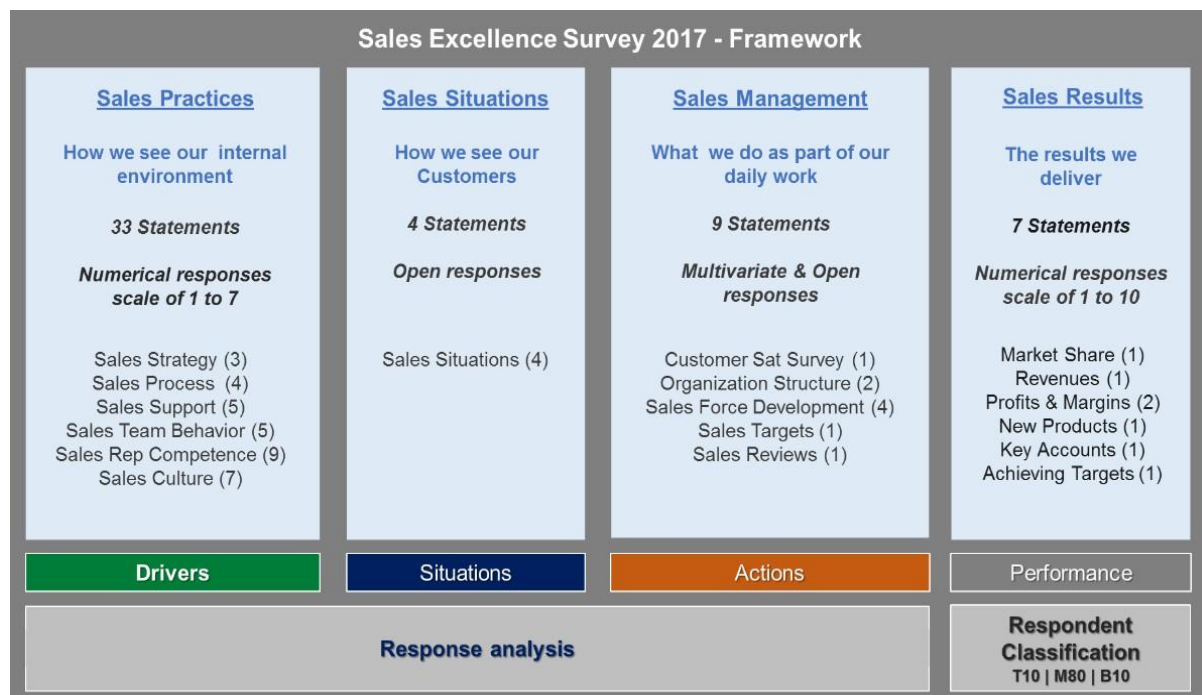 Sales Excellence Survey 2017 - Framework
Sales Practices
How we see our internal
environment
33 Statements
Numerical responses
scale of 1 to 7
Sales Strategy (3)
Sales Process (4)
Sales Support (5)
Sales Team Behavior (5)
Sales Rep Competence (9)
Sales Culture (7)
Drivers
Sales Situations
How we see our
Customers
4 Statements
Open responses
Sales Situations (4)
Situations
Sales Management
What we do as part of our
daily work
9 Statements
Multivariate & Open
responses
Customer Sat Survey (1)
Organization Structure (2)
Sales Force Development (4)
Sales Targets (1)
Sales Reviews (1)
Actions
Sales Results
The results we
deliver
7 Statements
Numerical responses
scale of 1 to 10
Market Share (1)
Revenues (1)
Profits & Margins (2)
New Products (1)
Key Accounts (1)
Achieving Targets (1)
Performance
Response analysis
Respondent
Classification
T10 | M80 | B10